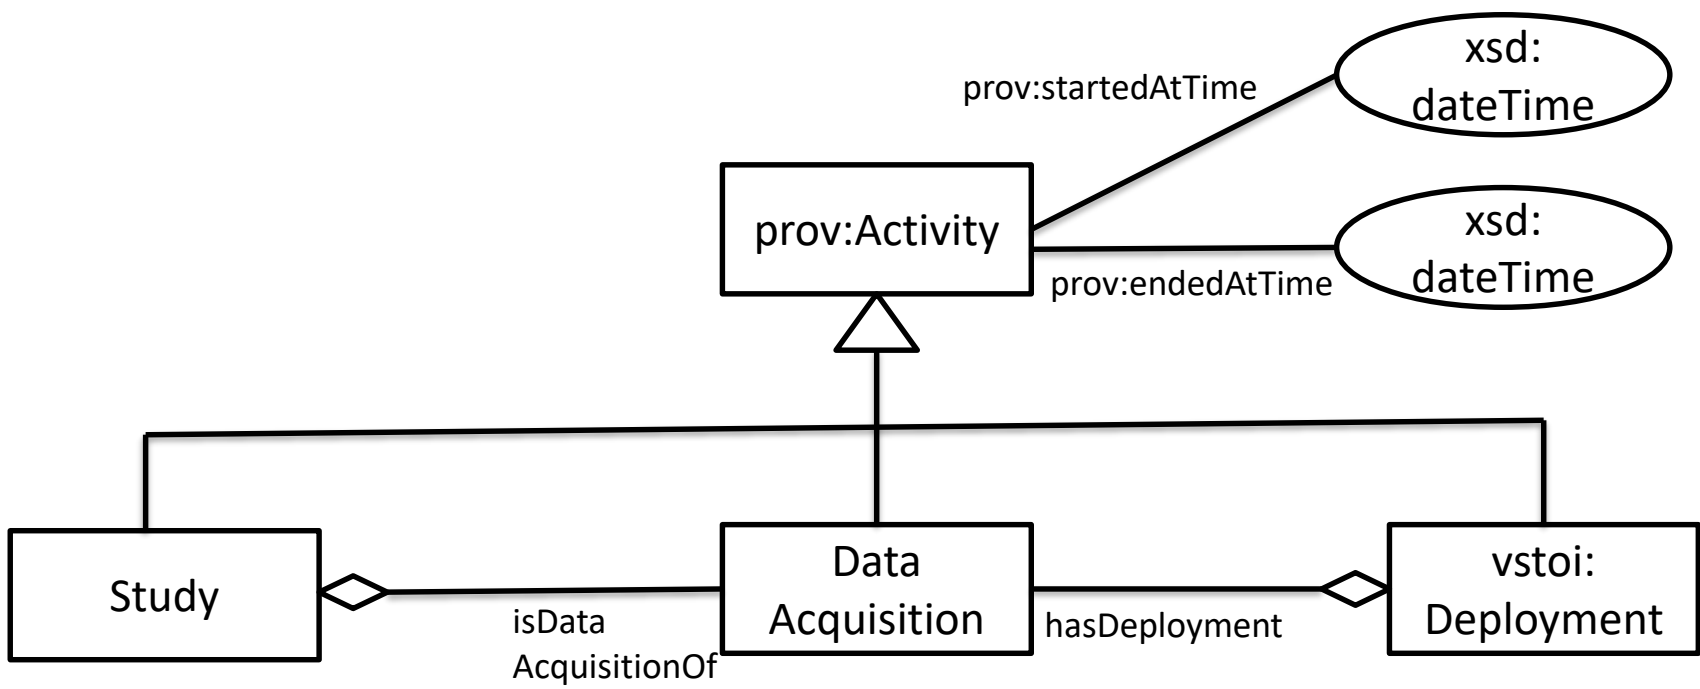 xsd:
dateTime
prov:startedAtTime
prov:Activity
xsd:
dateTime
prov:endedAtTime
Study
isData
AcquisitionOf
Data
Acquisition
hasDeployment
vstoi:
Deployment